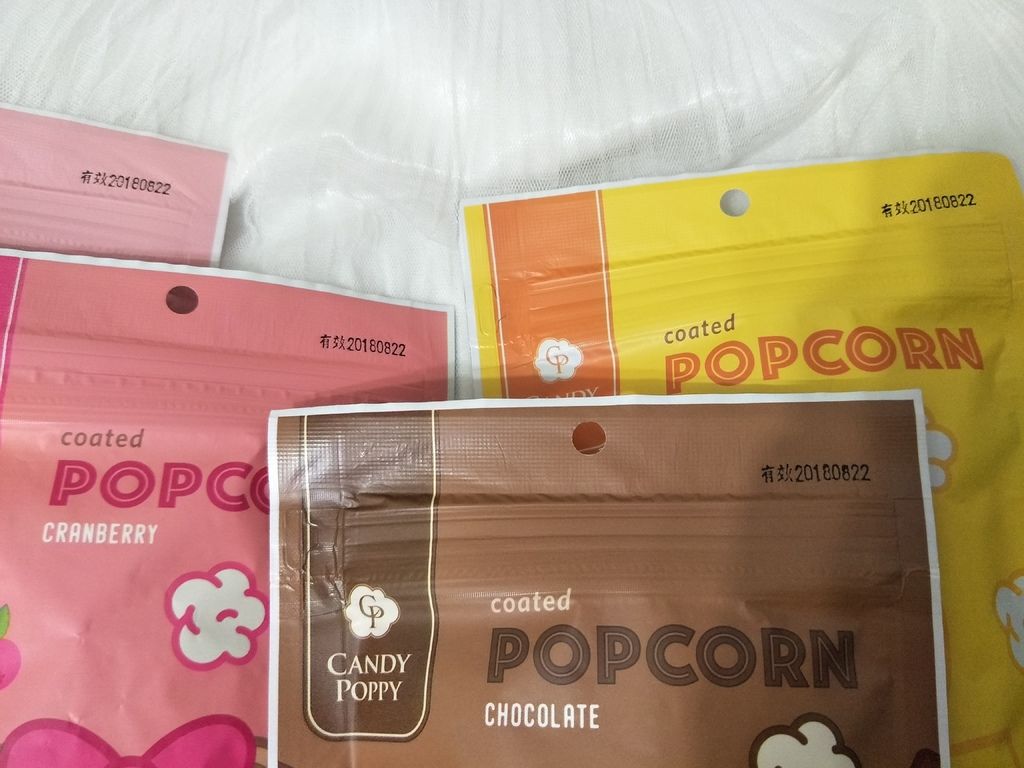 有效20180822
有效20180822
coated
POPCO
CRANBERRY
有效20180822
coated
POPCORN
CP
CANDY
有效20180822
coated
POPCORN
CHOCOLATE
CP
CANDY
POPPY